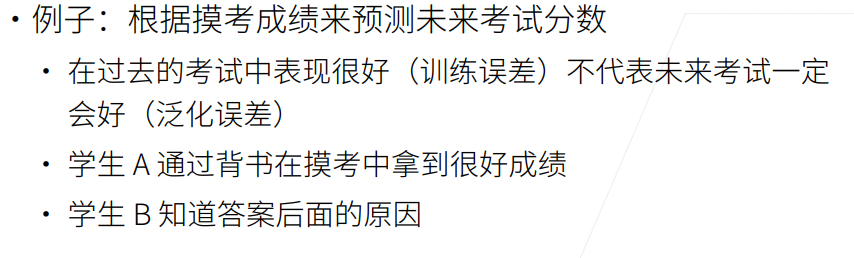 • 例子：根据摸考成绩来预测未来考试分数
• 在过去的考试中表现很好（训练误差）不代表未来考试一定
会好（泛化误差）
• 学生 A 通过背书在摸考中拿到很好成绩
• 学生 B 知道答案后面的原因